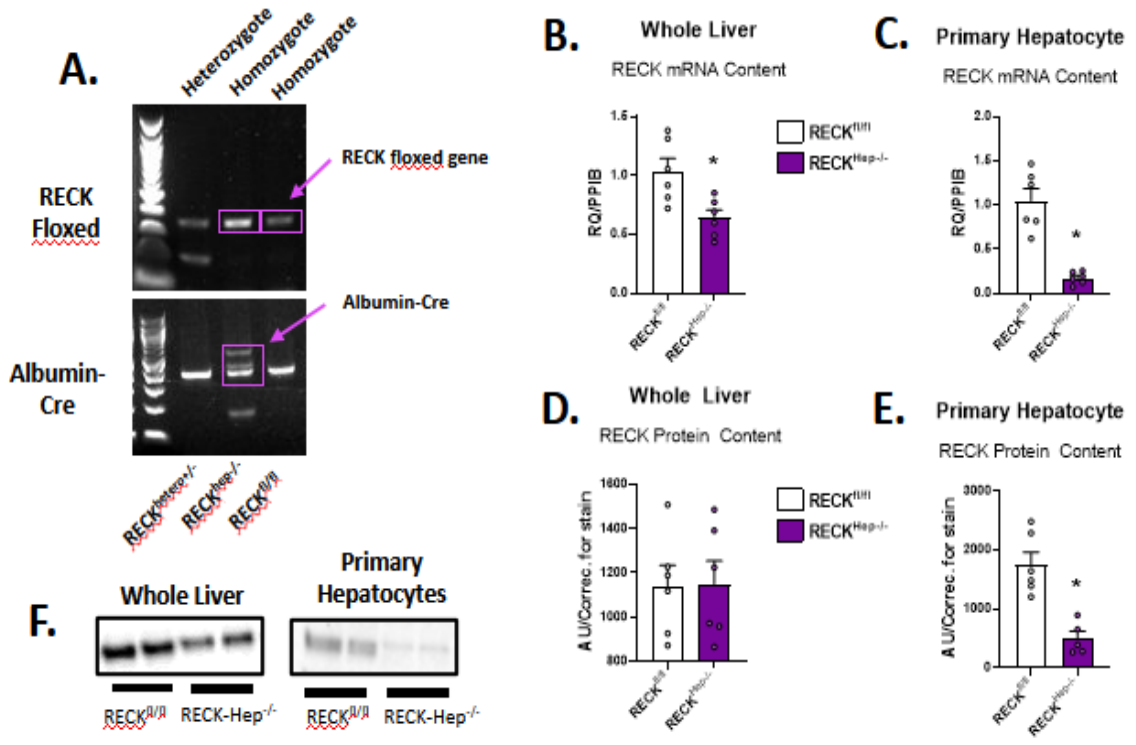 A.
Heterozygote
Homozygote
Homozygote
RECK floxed gene
RECK
Floxed
Albumin-Cre
Albumin-
Cre
RECKhetero+/-
RECKhep-/-
RECKfl/fl
B.
Whole Liver
RECK mRNA Content
RQ/PPIB
1.5
1.0
0.5
0.0
*
RECKfl/fl
RECKHep-/-
RECKfl/fl
RECKHep-/-
C.
Primary Hepatocyte
RECK mRNA Content
RQ/PPIB
2.0
1.5
1.0
0.5
0.0
*
RECKfl/fl
RECKHep-/-
D.
Whole Liver
RECK Protein Content
AU/Correc. for stain
1600
1400
1200
1000
800
RECKfl/fl
RECKHep-/-
RECKfl/fl
RECKHep-/-
E.
Primary Hepatocyte
RECK Protein Content
AU/Correc. for stain
3000
2000
1000
0
*
RECKfl/fl
RECKHep-/-
F.
Whole Liver
RECKfl/fl
RECK-Hep-/-
Primary
Hepatocytes
RECKfl/fl
RECK-Hep-/-